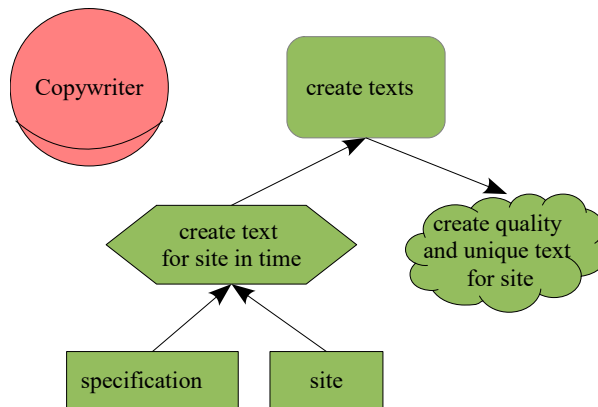 Copywriter
create texts
create text
for site in time
create quality
and unique text
for site
specification
site